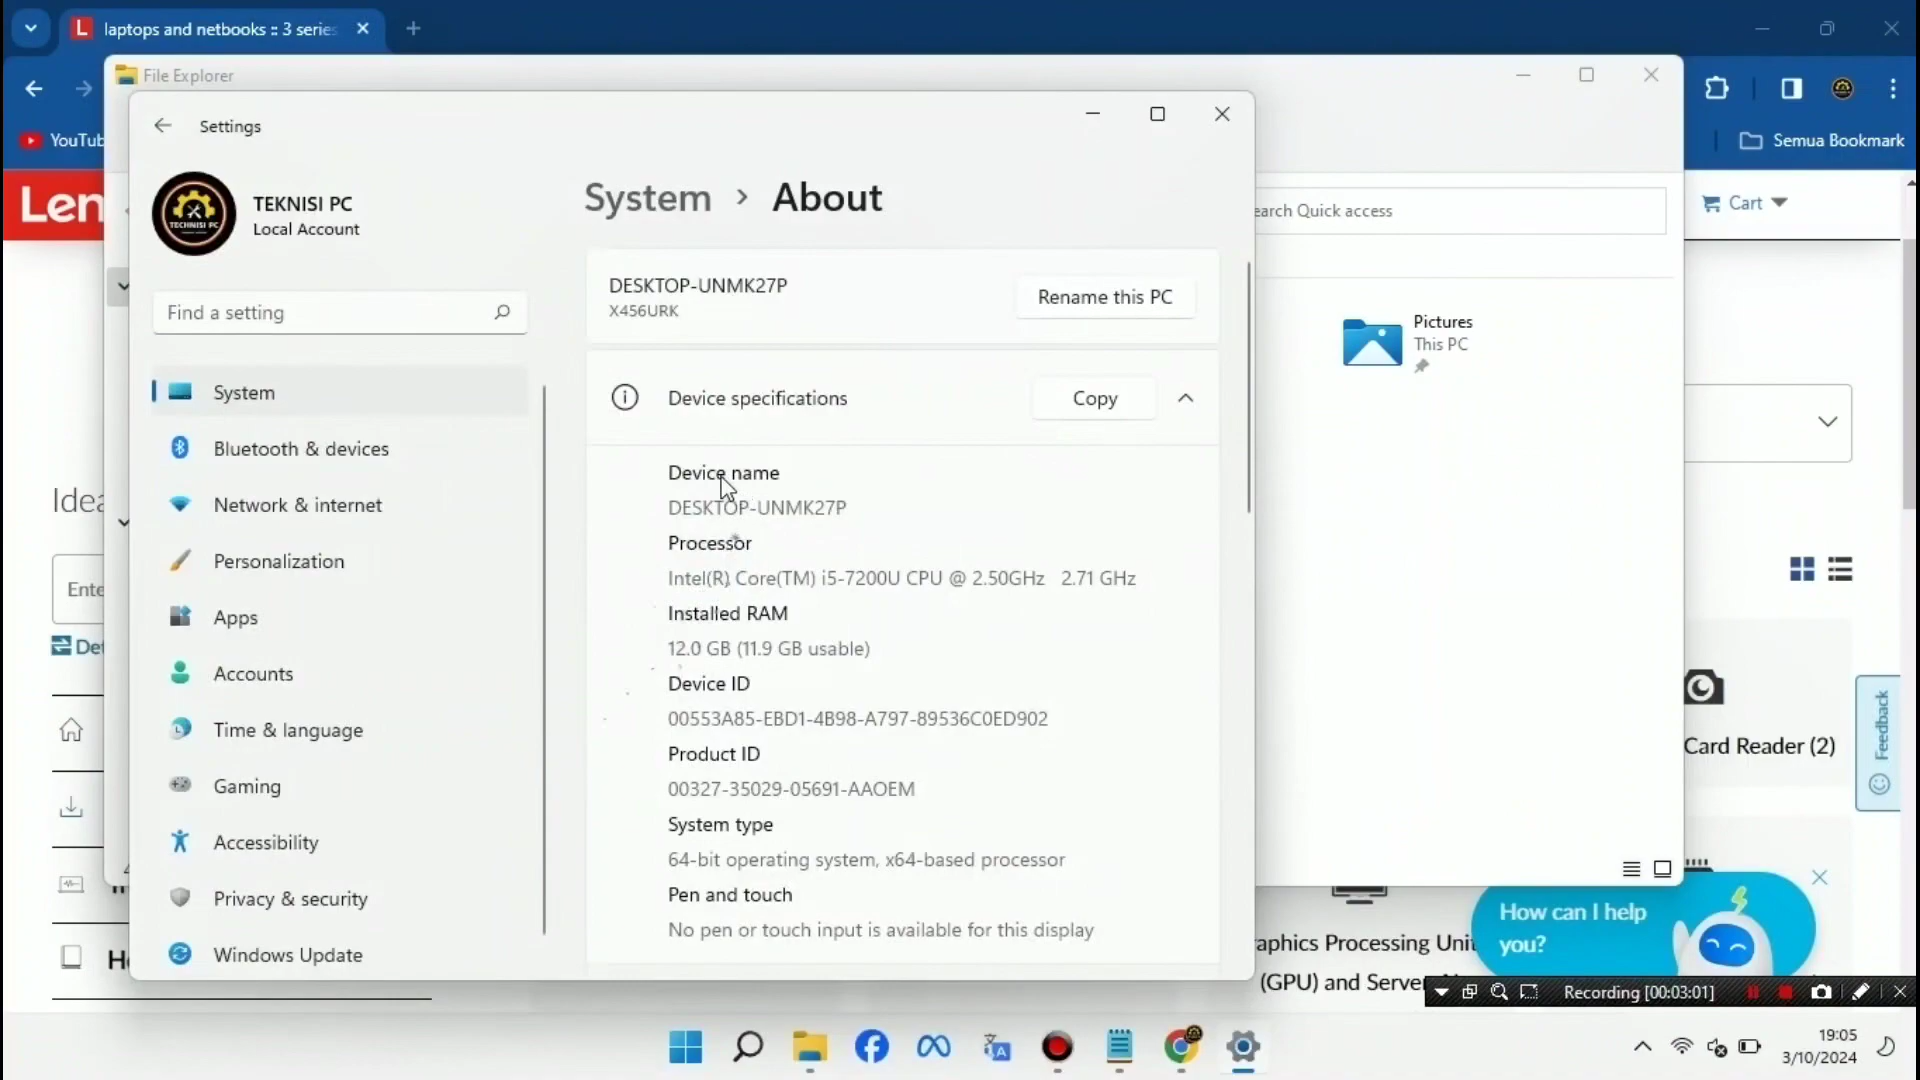 laptops and netbooks :: 3 series
File Explorer
YouTub
Semua Bookmark
Settings
Len
Cart
TEKNISI PC
Local Account
TECHNISI PC
System > About
earch Quick access
DESKTOP-UNMK27P
X456URK
Rename this PC
Find a setting
Pictures
This PC
Device specifications
Copy
System
Bluetooth & devices
Network & internet
Personalization
Apps
Accounts
Time & language
Gaming
Accessibility
Privacy & security
Windows Update
Device name
DESKTOP-UNMK27P
Processor
Intel(R) Core(TM) i5-7200U CPU @ 2.50GHz 2.71 GHz
Installed RAM
12.0 GB (11.9 GB usable)
Device ID
00553A85-EBD1-4B98-A797-89536C0ED902
Product ID
00327-35029-05691-AAOEM
System type
64-bit operating system, x64-based processor
Pen and touch
No pen or touch input is available for this display
Idea
Ente
Det
Card Reader (2)
Feedback
How can I help
you?
raphics Processing Unit
(GPU) and Server
Recording [00:03:01]
19:05
3/10/2024